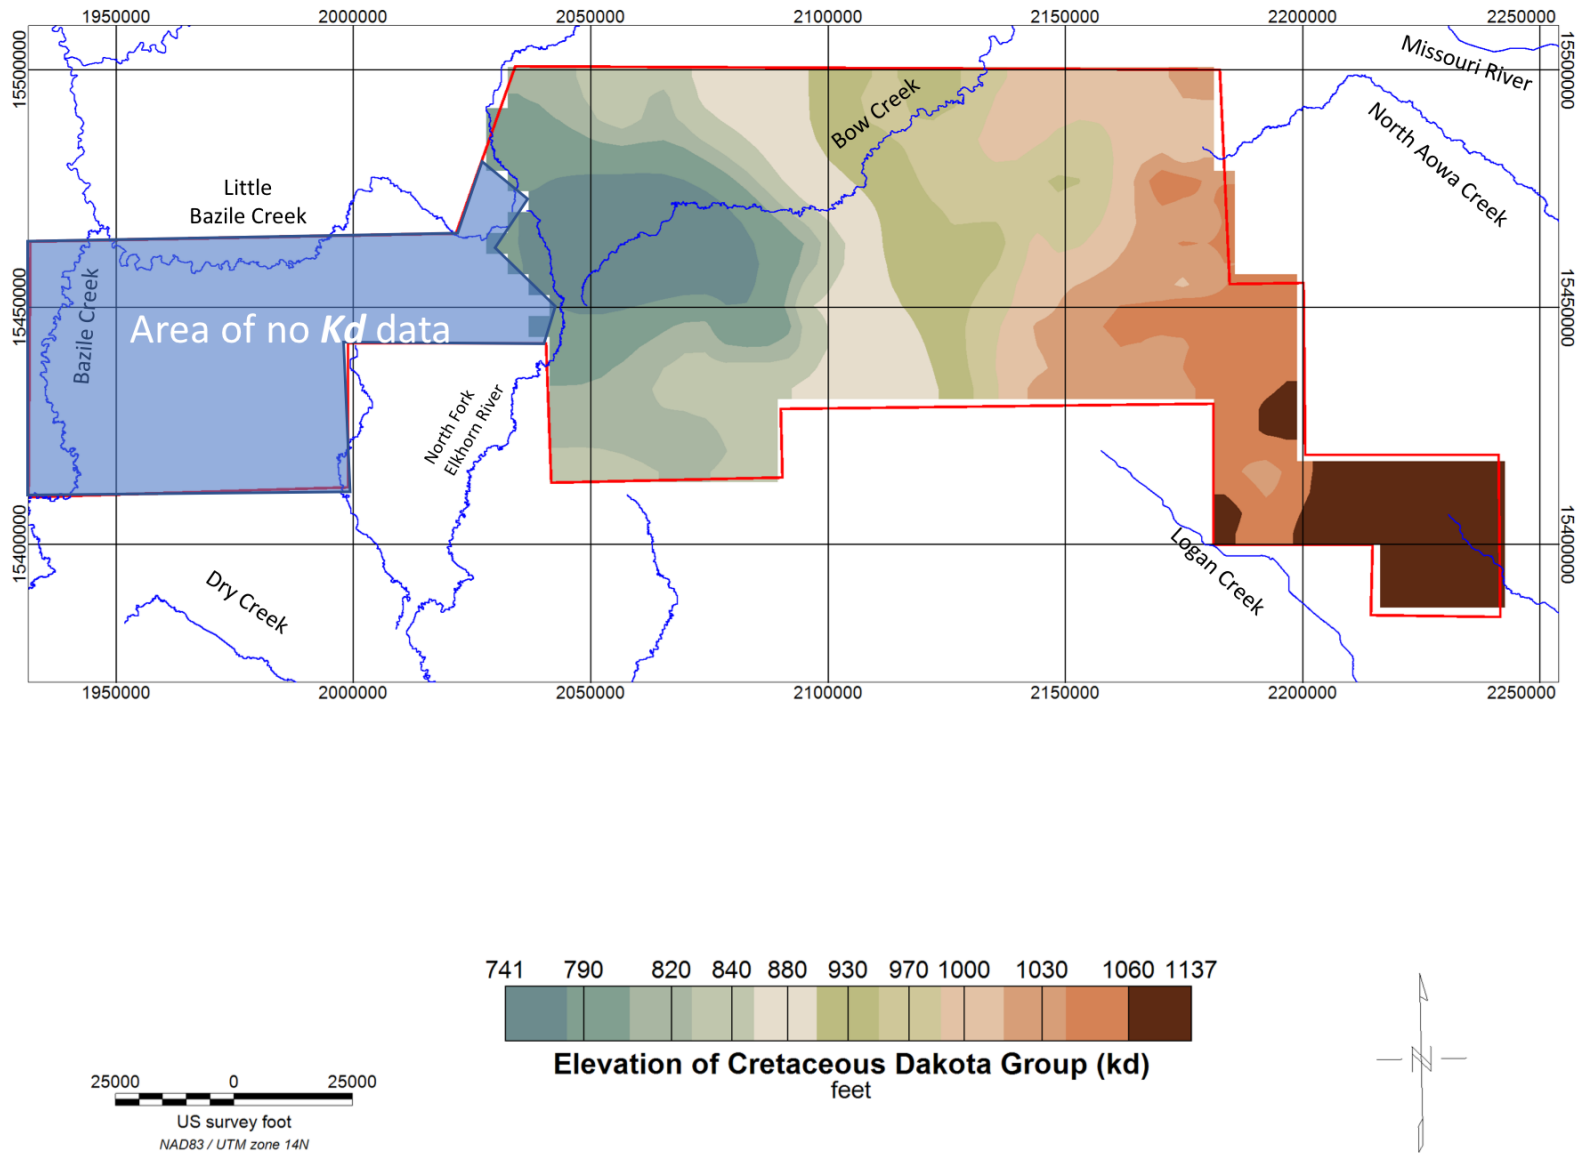 1950000 2000000 2050000 2100000 2150000 2200000 2250000
15500000
15500000
Missouri River
Bow Creek
North Aowa Creek
Little
Bazile Creek
Bazile Creek
Area of no Kd data
15450000
15450000
North Fork
Elkhorn River
Logan Creek
15400000
15400000
Dry Creek
1950000 2000000 2050000 2100000 2150000 2200000 2250000
741 790 820 840 880 930 970 1000 1030 1060 1137
Elevation of Cretaceous Dakota Group (kd)
feet
25000 0 25000
US survey foot
NAD83 / UTM zone 14N
N